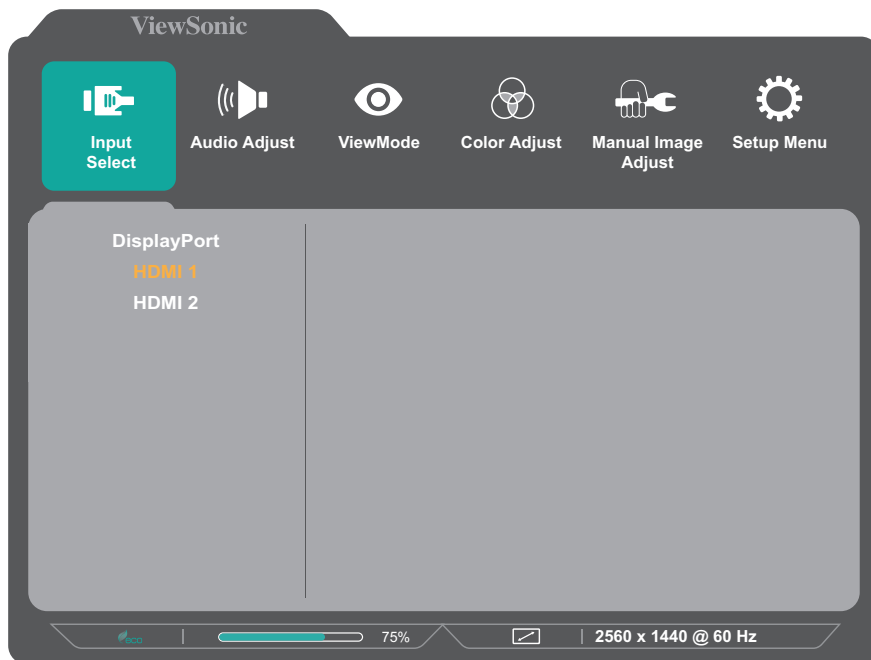 ViewSonic
Input
Select
Audio Adjust
ViewMode
Color Adjust
Manual Image
Adjust
Setup Menu
DisplayPort
HDMI 1
HDMI 2
eco
75%
2560 x 1440 @ 60 Hz